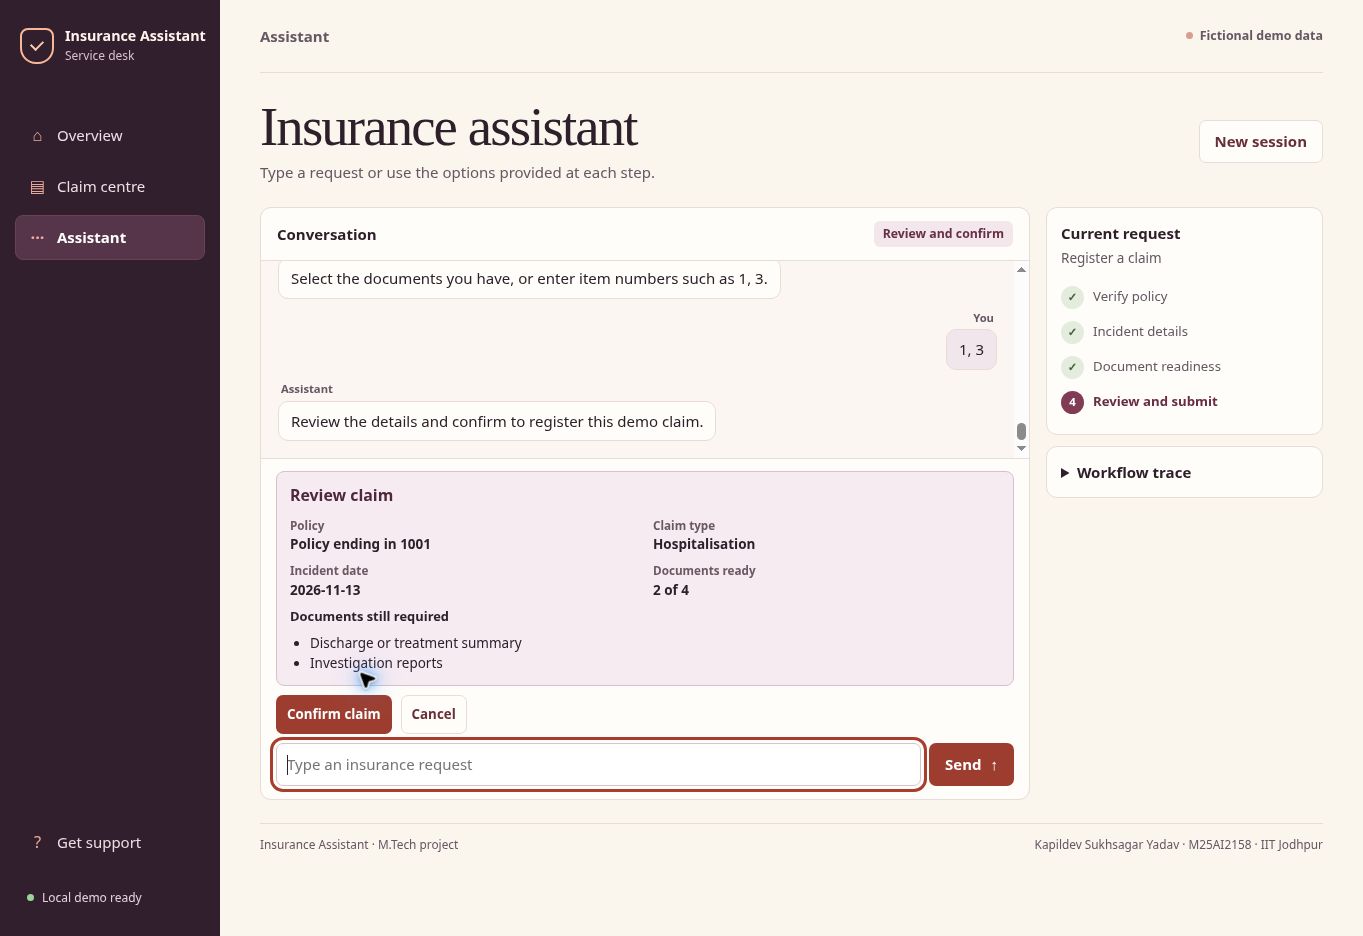 Insurance Assistant
Service desk
Overview
Claim centre
Assistant
Get support
Local demo ready
Assistant
Fictional demo data
Insurance assistant
Type a request or use the options provided at each step.
New session
Conversation
Review and confirm
Select the documents you have, or enter item numbers such as 1, 3.
You
1, 3
Assistant
Review the details and confirm to register this demo claim.
Review claim
Policy
Policy ending in 1001
Claim type
Hospitalisation
Incident date
2026-11-13
Documents ready
2 of 4
Documents still required
• Discharge or treatment summary
• Investigation reports
Confirm claim
Cancel
Type an insurance request
Send ↑
Current request
Register a claim
✓ Verify policy
✓ Incident details
✓ Document readiness
4 Review and submit
▶ Workflow trace
Insurance Assistant · M.Tech project
Kapildev Sukhsagar Yadav · M25AI2158 · IIT Jodhpur